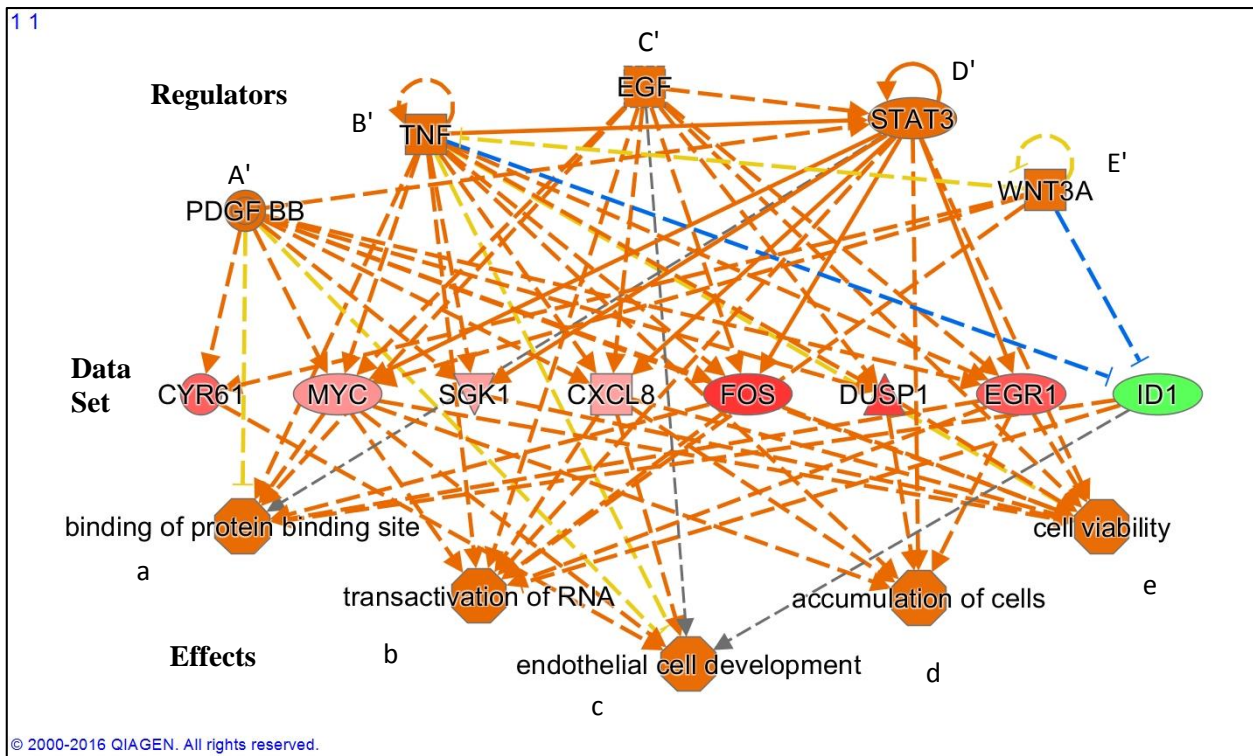 1 1
C'
EGF
D'
STAT3
Regulators
B'
TNF
E'
WNT3A
A'
PDGF BB
Data
Set
CYR61
MYC
SGK1
CXCL8
FOS
DUSP1
EGR1
ID1
binding of protein binding site
cell viability
a
transactivation of RNA
accumulation of cells
e
Effects
b
endothelial cell development
d
c
© 2000-2016 QIAGEN. All rights reserved.